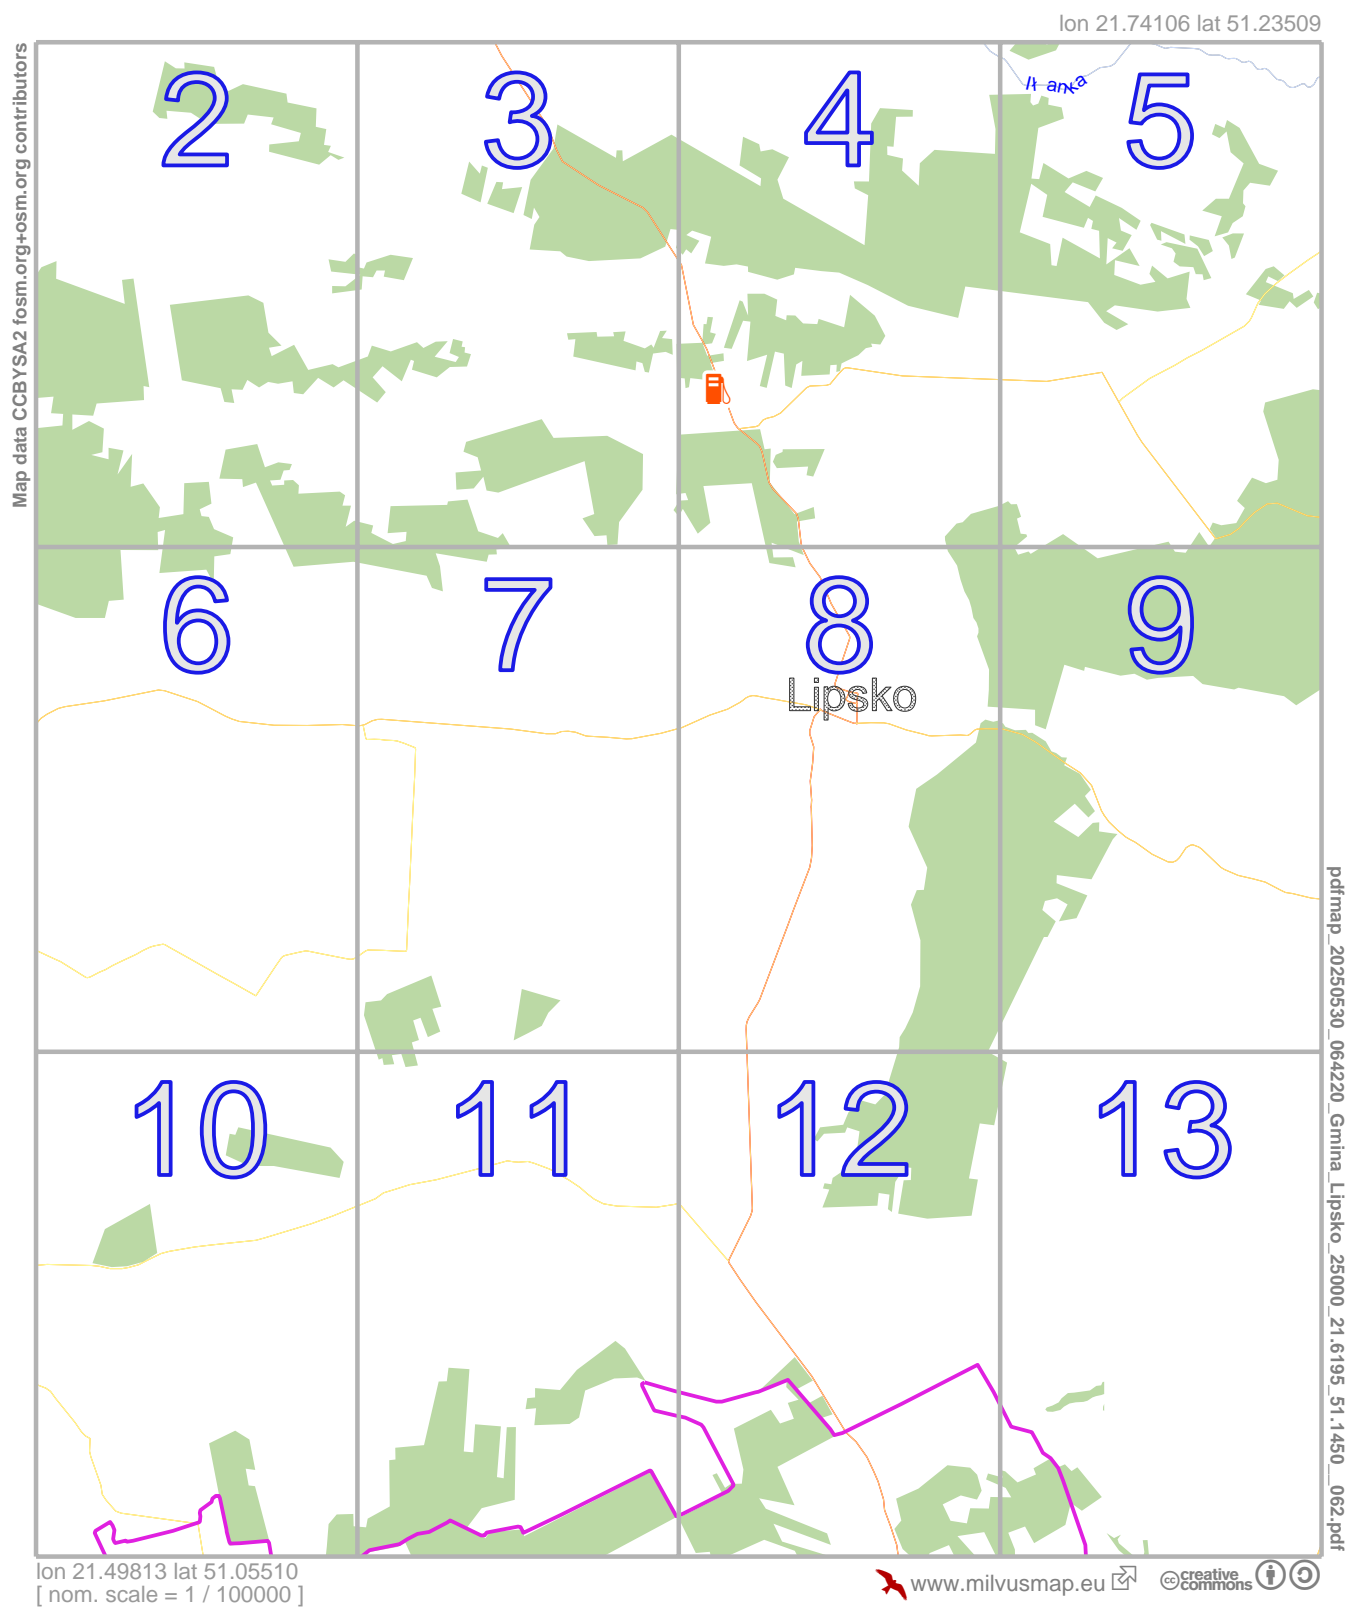 lon 21.74106 lat 51.23509
Map data CCBYSA2 fosm.org+osm.org contributors
2
3
4
5
Iłżanka
6
7
8
9
Lipsko
10
11
12
13
pdfmap_20250530_064220_Gmina_Lipsko_25000_21.6195_51.1450__062.pdf
lon 21.49813 lat 51.05510
[ nom. scale = 1 / 100000 ]
www.milvusmap.eu
cc creative commons